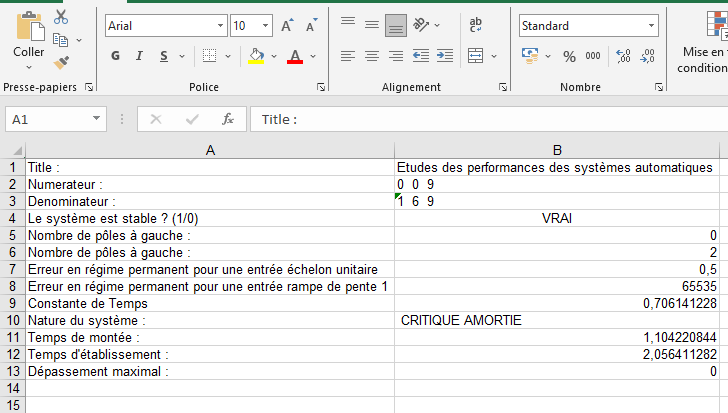 Arial 10 A A ab Standard
Coller G I S A % 000 ,00 Mise en
condition
Presse-papiers Police Alignement Nombre
A1 fx Title :
A B
1 Title : Etudes des performances des systèmes automatiques
2 Numerateur : 0 0 9
3 Denominateur : 1 6 9
4 Le système est stable ? (1/0) VRAI
5 Nombre de pôles à gauche : 0
6 Nombre de pôles à gauche : 2
7 Erreur en régime permanent pour une entrée échelon unitaire 0,5
8 Erreur en régime permanent pour une entrée rampe de pente 1 65535
9 Constante de Temps 0,706141228
10 Nature du système : CRITIQUE AMORTIE
11 Temps de montée : 1,104220844
12 Temps d'établissement : 2,056411282
13 Dépassement maximal : 0
14
15